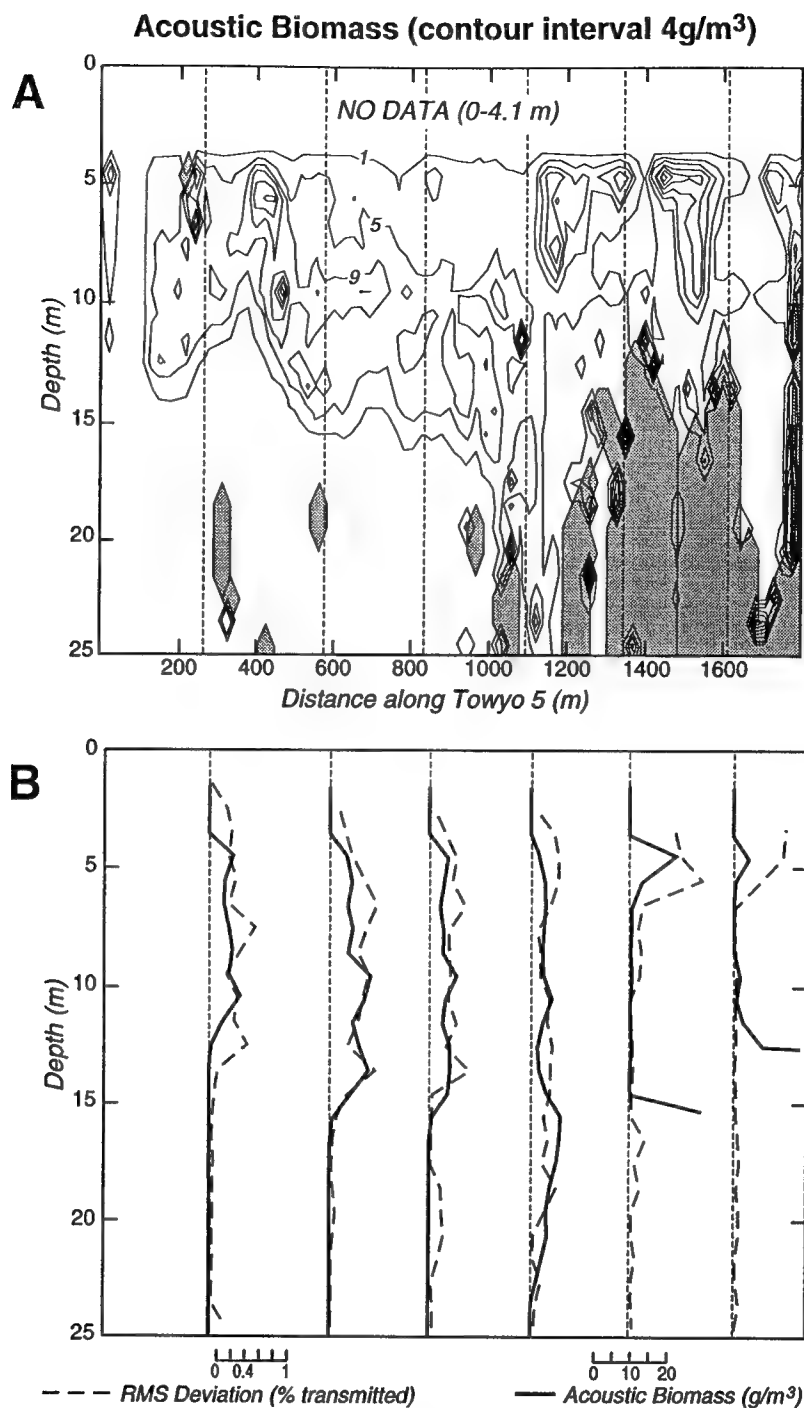 Acoustic Biomass (contour interval 4g/m³)
A
NO DATA (0-4.1 m)
1
5
9
0
5
10
15
20
25
Depth (m)
200 400 600 800 1000 1200 1400 1600
Distance along Towyo 5 (m)
B
0
5
10
15
20
25
Depth (m)
0 0.4 1
0 10 20
RMS Deviation (% transmitted)
Acoustic Biomass (g/m³)